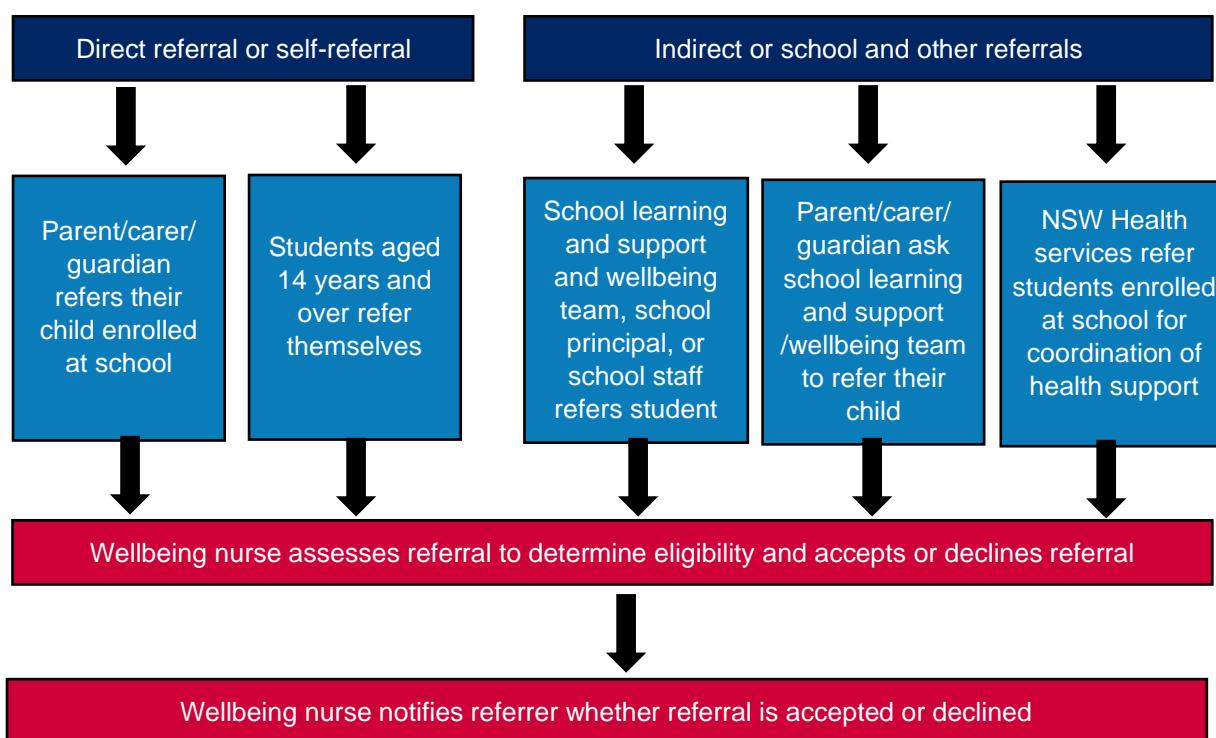 Direct referral or self-referral
Indirect or school and other referrals
Parent/carer/
guardian
refers their
child enrolled
at school
Students aged
14 years and
over refer
themselves
School learning
and support
and wellbeing
team, school
principal, or
school staff
refers student
Parent/carer/
guardian ask
school learning
and support
/wellbeing team
to refer their
child
NSW Health
services refer
students enrolled
at school for
coordination of
health support
Wellbeing nurse assesses referral to determine eligibility and accepts or declines referral
Wellbeing nurse notifies referrer whether referral is accepted or declined